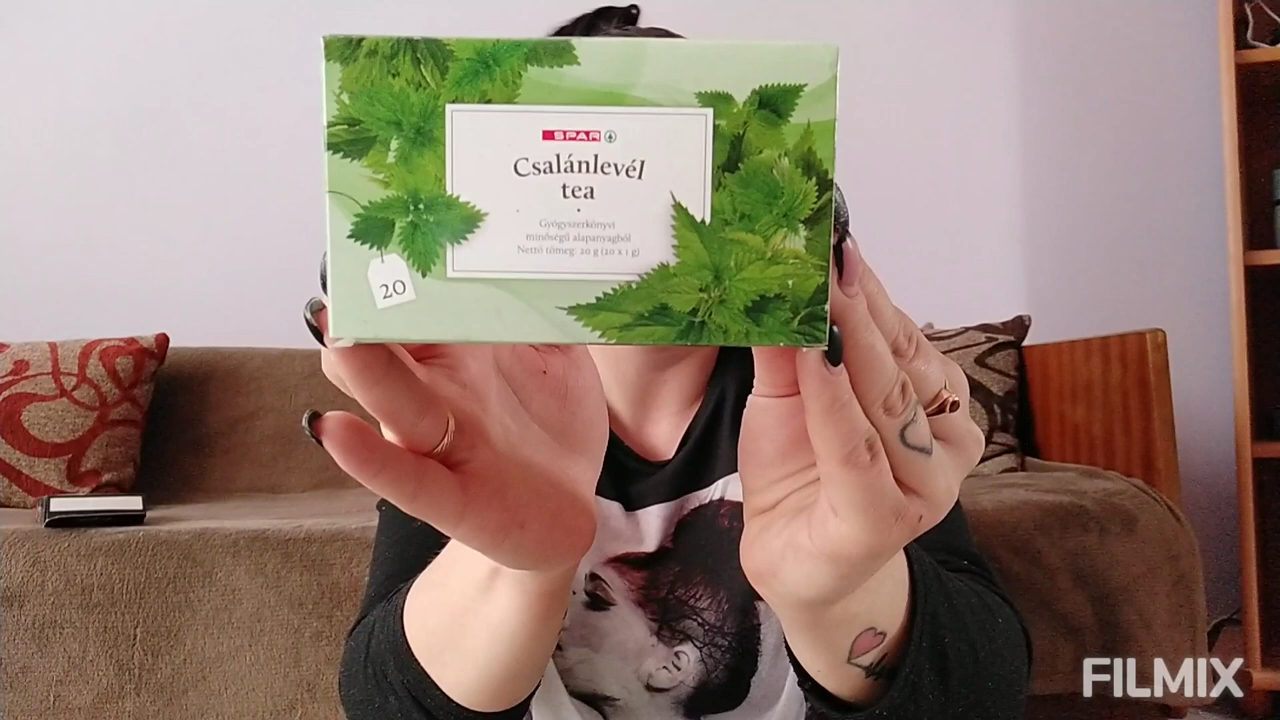 SPAR
Csalánlevél
tea
Gyógyszerkönyvi
minőségű alapanyagból
Nettó tömeg: 20 g (20 x 1 g)
20
FILMIX